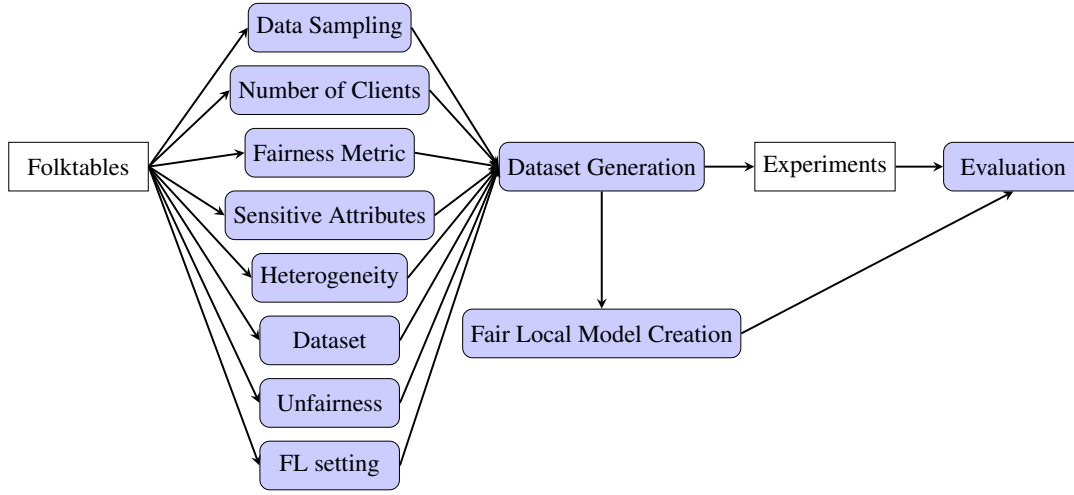 Folktables
Data Sampling
Number of Clients
Fairness Metric
Sensitive Attributes
Heterogeneity
Dataset
Unfairness
FL setting
Dataset Generation
Fair Local Model Creation
Experiments
Evaluation